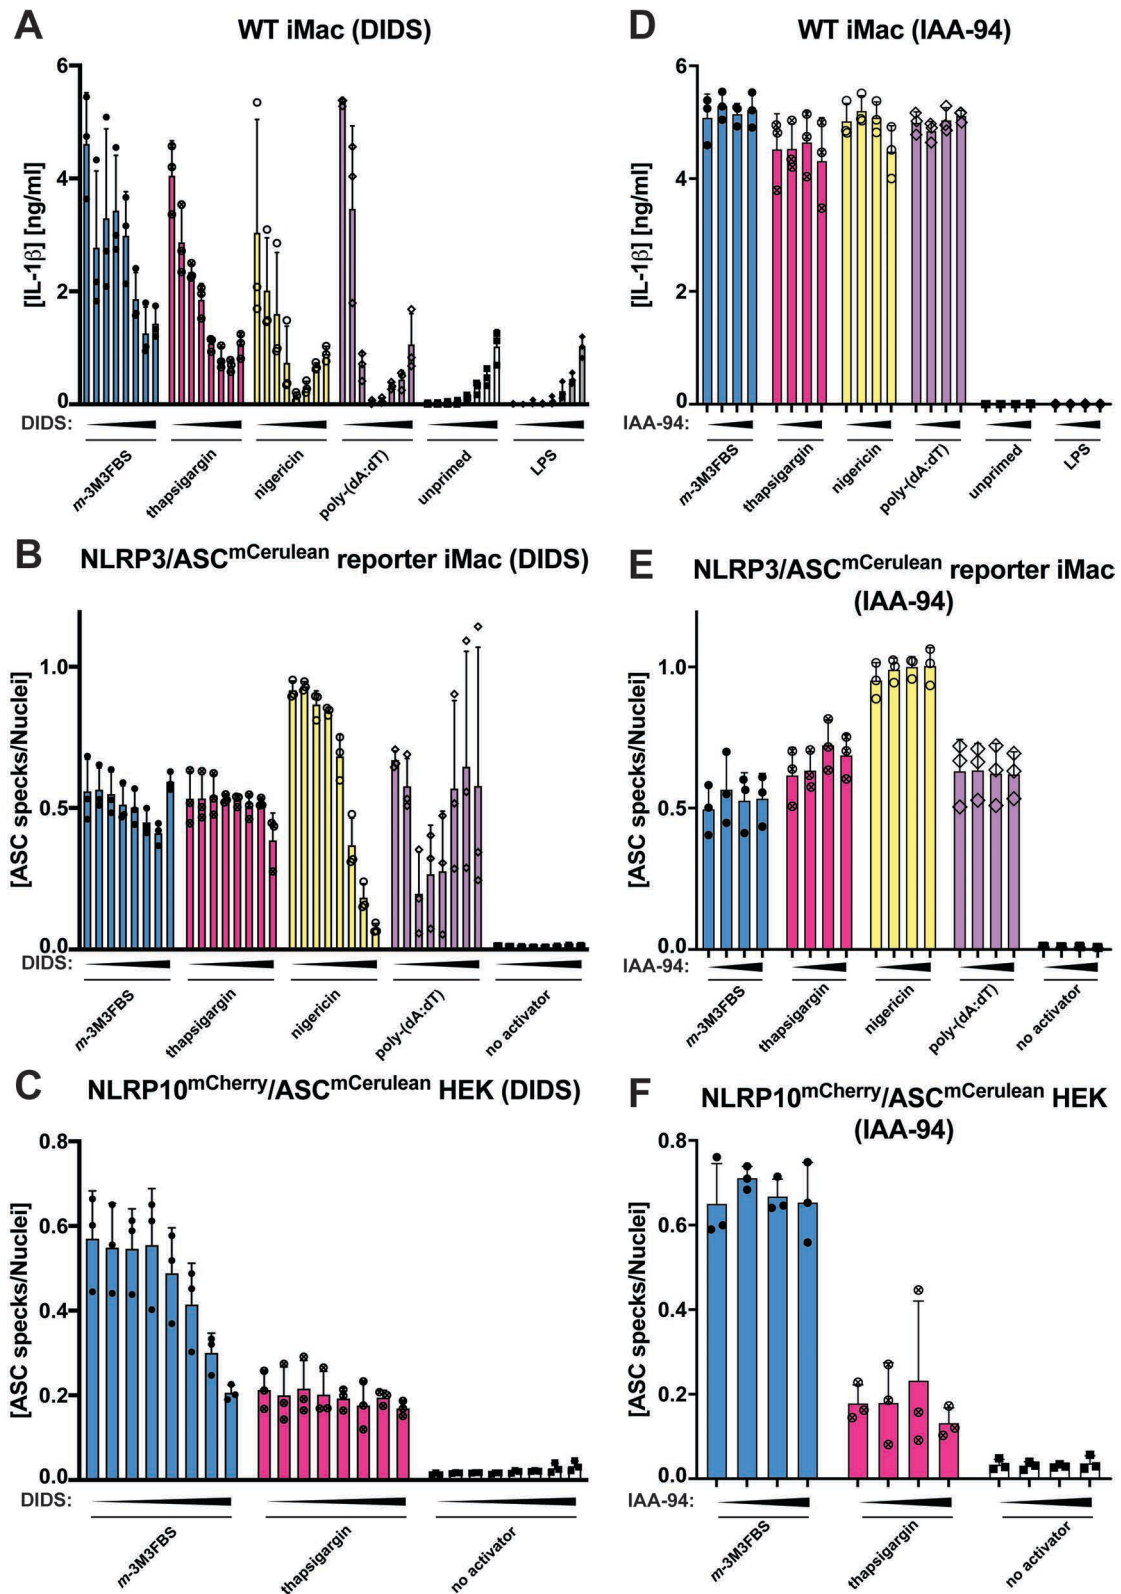 A
WT iMac (DIDS)
[IL-1β] [ng/ml]
6
4
2
0
DIDS:
m-3M3FBS
thapsigargin
nigericin
poly-(dA:dT)
unprimed
LPS
D
WT iMac (IAA-94)
[IL-1β] [ng/ml]
6
4
2
0
IAA-94:
m-3M3FBS
thapsigargin
nigericin
poly-(dA:dT)
unprimed
LPS
B
NLRP3/ASCmCerulean reporter iMac (DIDS)
[ASC specks/Nuclei]
1.0
0.5
0.0
DIDS:
m-3M3FBS
thapsigargin
nigericin
poly-(dA:dT)
no activator
E
NLRP3/ASCmCerulean reporter iMac
(IAA-94)
[ASC specks/Nuclei]
1.0
0.5
0.0
IAA-94:
m-3M3FBS
thapsigargin
nigericin
poly-(dA:dT)
no activator
C
NLRP10mCherry/ASCmCerulean HEK (DIDS)
[ASC specks/Nuclei]
0.8
0.6
0.4
0.2
0.0
DIDS:
m-3M3FBS
thapsigargin
no activator
F
NLRP10mCherry/ASCmCerulean HEK
(IAA-94)
[ASC specks/Nuclei]
0.8
0.6
0.4
0.2
0.0
IAA-94:
m-3M3FBS
thapsigargin
no activator